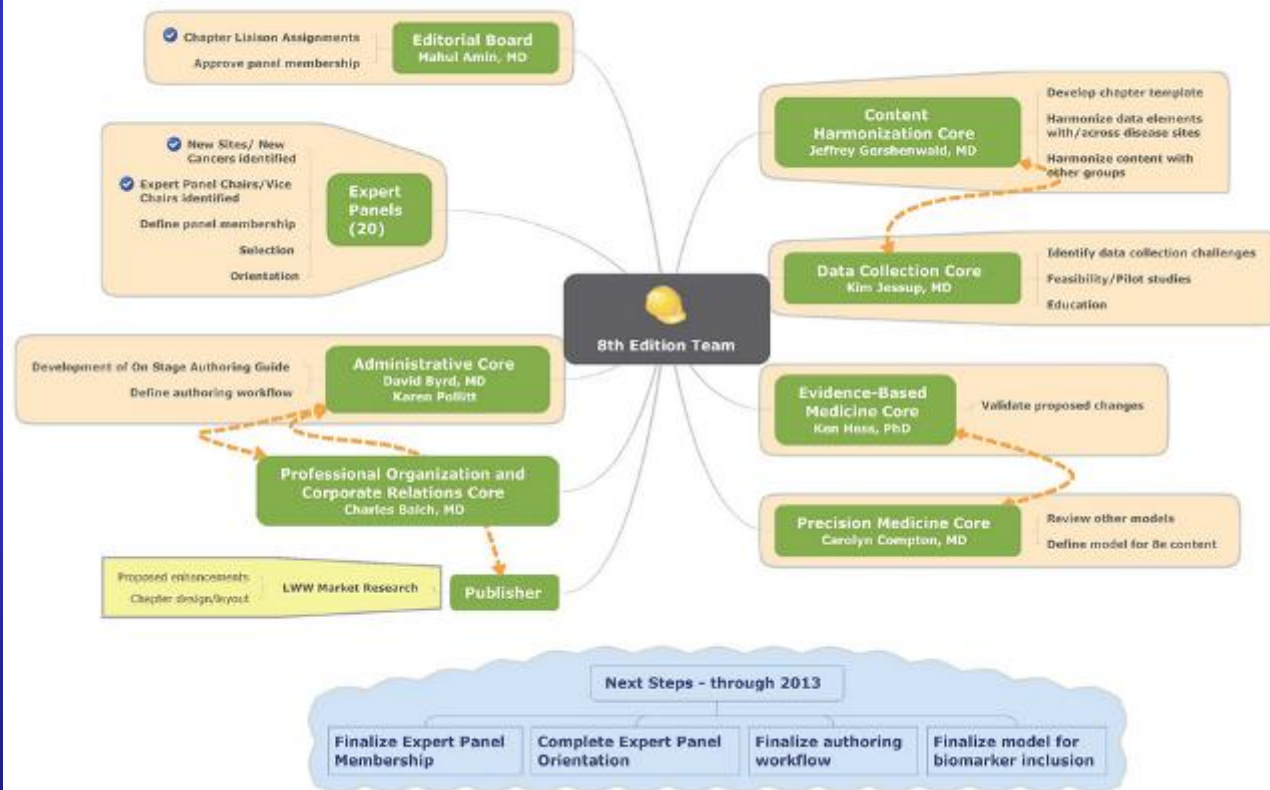 Chapter Liaison Assignments
Approve panel membership
Editorial Board
Mahul Amin, MD
New Sites/ New
Cancers identified
Expert Panel Chairs/Vice
Chairs identified
Define panel membership
Selection
Orientation
Expert
Panels
(20)
Development of On Stage Authoring Guide
Define authoring workflow
Administrative Core
David Byrd, MD
Karen Pollitt
Professional Organization and
Corporate Relations Core
Charles Balch, MD
Proposed enhancements
Chapter design/layout
LWW Market Research
Publisher
8th Edition Team
Content
Harmonization Core
Jeffrey Gershenwald, MD
Develop chapter template
Harmonize data elements
with/across disease sites
Harmonize content with
other groups
Data Collection Core
Kim Jessup, MD
Identify data collection challenges
Feasibility/Pilot studies
Education
Evidence-Based
Medicine Core
Ken Hess, PhD
Validate proposed changes
Precision Medicine Core
Carolyn Compton, MD
Review other models
Define model for 8e content
Next Steps - through 2013
Finalize Expert Panel
Membership
Complete Expert Panel
Orientation
Finalize authoring
workflow
Finalize model for
biomarker inclusion